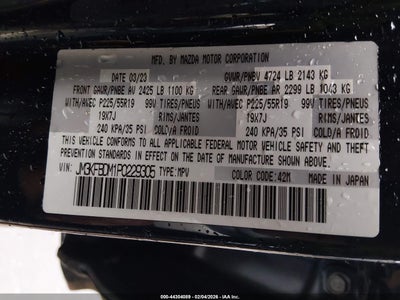 MFD. BY MAZDA MOTOR CORPORATION
DATE: 03/23 GVWR/PNBV 4724 LB 2143 KG
FRONT GAWR/PNBE AV 2425 LB 1100 KG REAR GAWR/PNBE AR 2299 LB 1043 KG
WITH/AVEC P225/55R19 99V TIRES/PNEUS WITH/AVEC P225/55R19 99V TIRES/PNEUS
19X7J RIMS/JANTES 19X7J RIMS/JANTES
240 KPA/35 PSI COLD/A FROID 240 KPA/35 PSI COLD/A FROID
THIS VEHICLE CONFORMS TO ALL APPLICABLE FEDERAL MOTOR VEHICLE SAFETY, BUMPER, AND THEFT PREVENTION
STANDARDS IN EFFECT ON THE DATE OF MANUFACTURE SHOWN ABOVE.
VIN: JM3KFBDM1P0229305 TYPE: MPV COLOR CODE: 42M MADE IN JAPAN
000-44304089 - 02/04/2026 - IAAI.COM